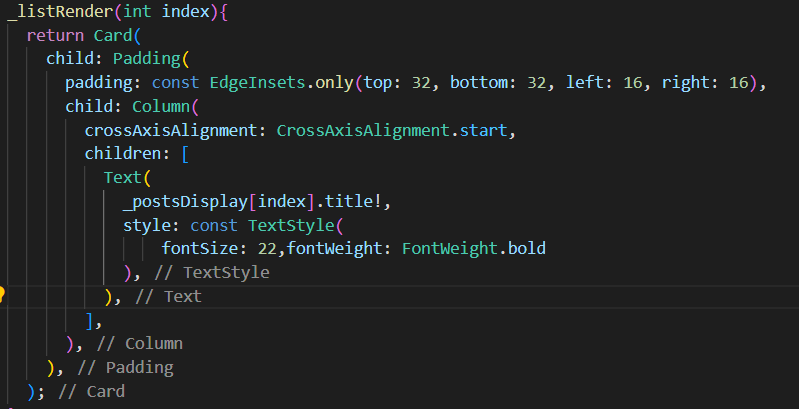 _listRender(int index){
return Card(
child: Padding(
padding: const EdgeInsets.only(top: 32, bottom: 32, left: 16, right: 16),
child: Column(
crossAxisAlignment: CrossAxisAlignment.start,
children: [
Text(
_postsDisplay[index].title!,
style: const TextStyle(
fontSize: 22,fontWeight: FontWeight.bold
), // TextStyle
), // Text
],
), // Column
), // Padding
); // Card